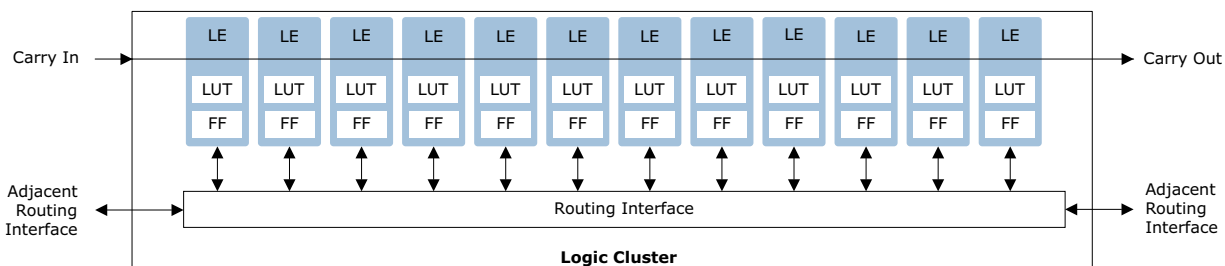 LE LE LE LE LE LE LE LE LE LE LE LE
Carry In
Carry Out
LUT LUT LUT LUT LUT LUT LUT LUT LUT LUT LUT LUT
FF FF FF FF FF FF FF FF FF FF FF FF
Adjacent
Routing
Interface
Routing Interface
Adjacent
Routing
Interface
Logic Cluster